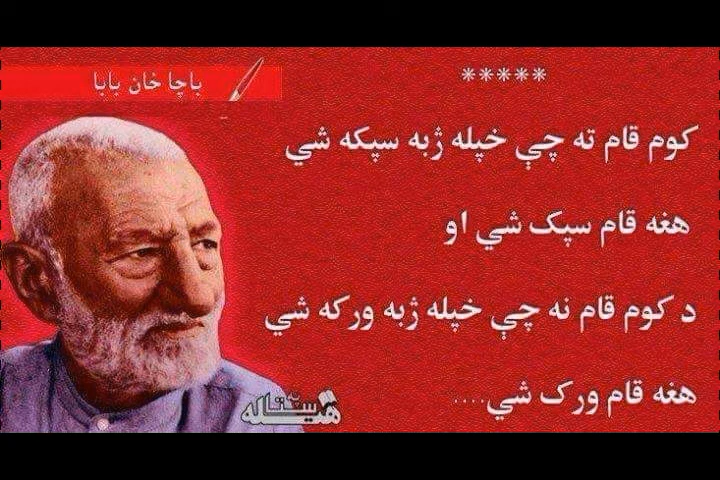 باچا خان بابا
*****
کوم قام ته چې خپله ژبه سپکه شي
هغه قام سپک شي او
د کوم قام نه چې خپله ژبه ورکه شي
هغه قام ورک شي....